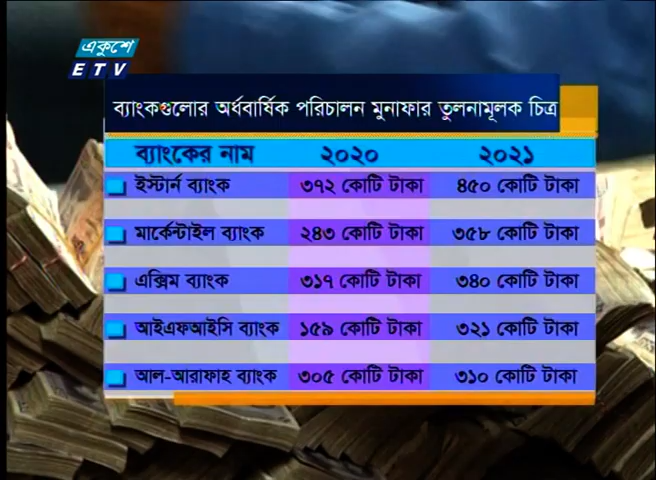 একুশে
ETV
ব্যাংকগুলোর অর্ধবার্ষিক পরিচালন মুনাফার তুলনামূলক চিত্র
ব্যাংকের নাম ২০২০ ২০২১
ইস্টার্ন ব্যাংক ৩৭২ কোটি টাকা ৪৫০ কোটি টাকা
মার্কেন্টাইল ব্যাংক ২৪৩ কোটি টাকা ৩৫৮ কোটি টাকা
এক্সিম ব্যাংক ৩১৭ কোটি টাকা ৩৪০ কোটি টাকা
আইএফআইসি ব্যাংক ১৫৯ কোটি টাকা ৩২১ কোটি টাকা
আল-আরাফাহ ব্যাংক ৩০৫ কোটি টাকা ৩১০ কোটি টাকা